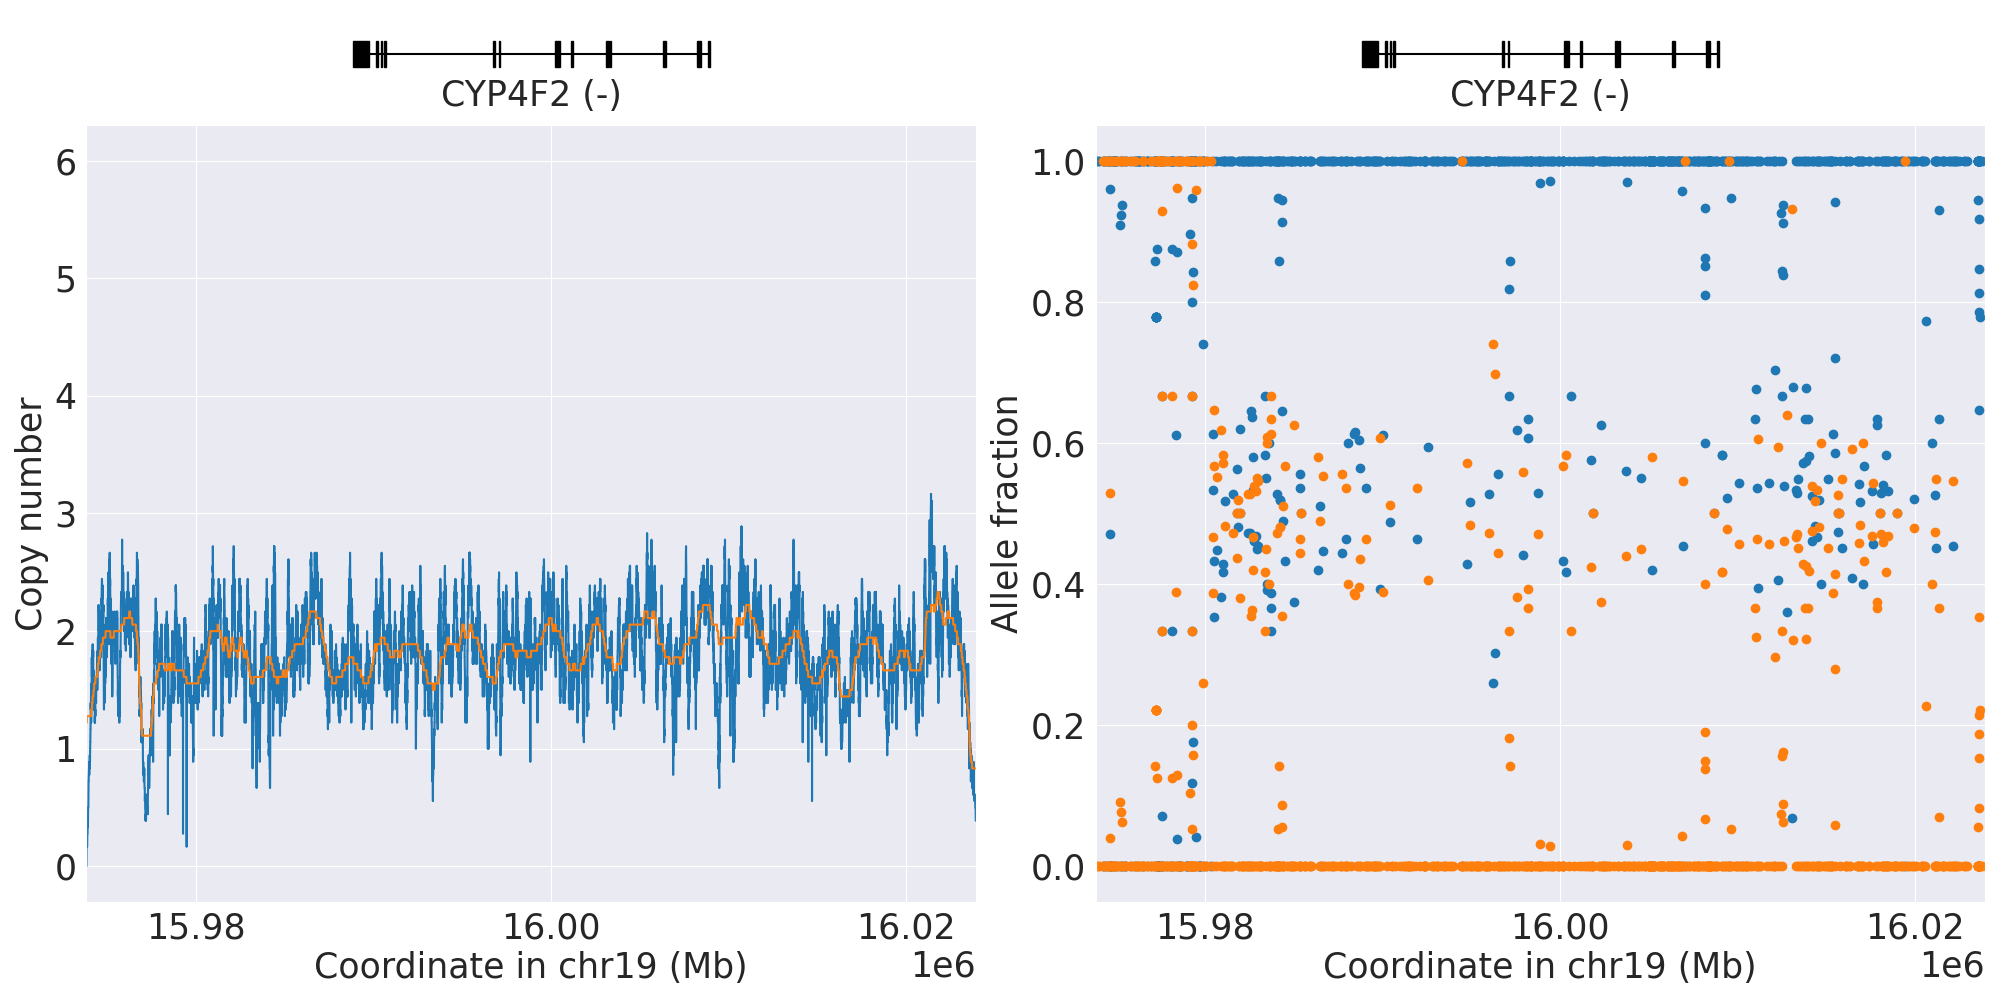 CYP4F2 (-)
6
5
4
3
2
1
0
Copy number
15.98
16.00
16.02
Coordinate in chr19 (Mb)
1e6
CYP4F2 (-)
1.0
0.8
0.6
0.4
0.2
0.0
Allele fraction
15.98
16.00
16.02
Coordinate in chr19 (Mb)
1e6